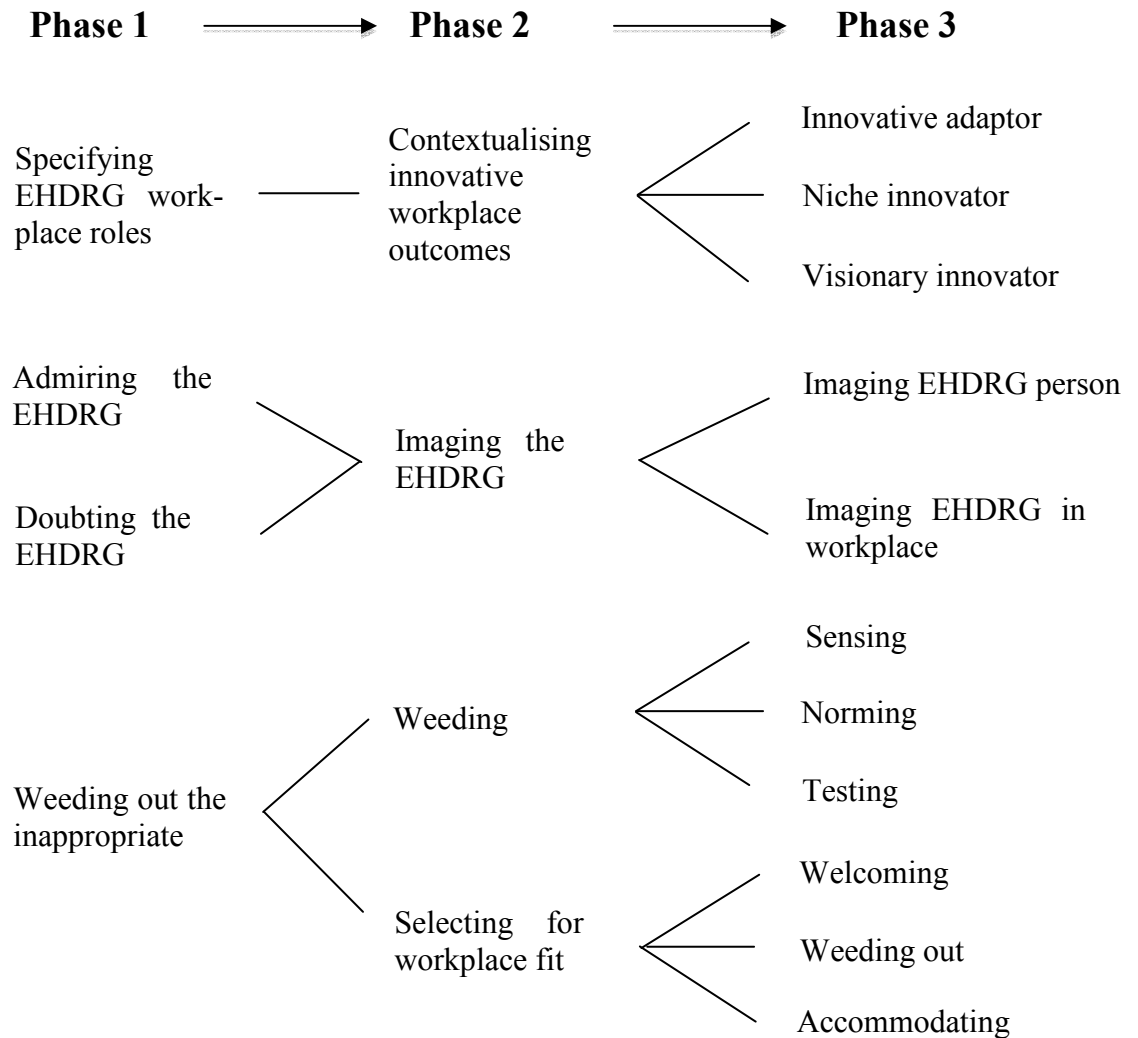 Phase 1 Phase 2 Phase 3
Specifying
EHDRG work-
place roles
Contextualising
innovative
workplace
outcomes
Innovative adaptor
Niche innovator
Visionary innovator
Admiring the
EHDRG
Doubting the
EHDRG
Imaging the
EHDRG
Imaging EHDRG person
Imaging EHDRG in
workplace
Weeding out the
inappropriate
Weeding
Sensing
Norming
Testing
Selecting for
workplace fit
Welcoming
Weeding out
Accommodating